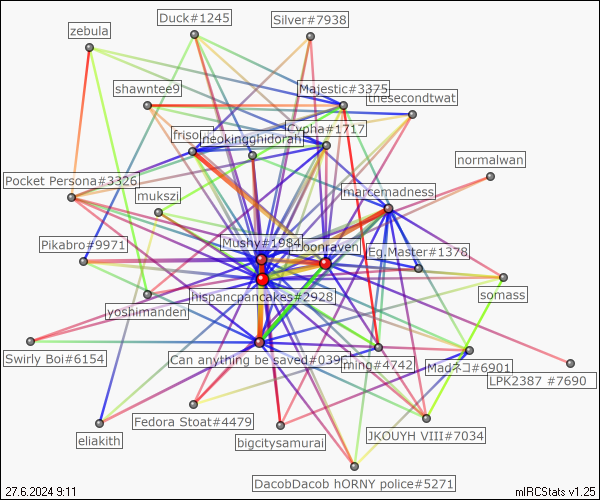 Duck#1245
Silver#7938
zebula
shawntee9
Majestic#3375
thesecondtwat
Cypha#1717
neokingghidorah
normalwan
Pocket Persona#3326
mukszi
marcemadness
Pikabro#9971
Mushy#1984
Eg.Master#1378
yoshimanden
hispancpancakes#2928
somass
Swirly Boi#6154
Can anything be saved#039
ming#4742
Madネコ#6901
LPK2387 #7690
Fedora Stoat#4479
eliakith
bigcitysamurai
JKOUYH VIII#7034
DacobDacob hORNY police#5271
27.6.2024 9:11
mIRCStats v1.25